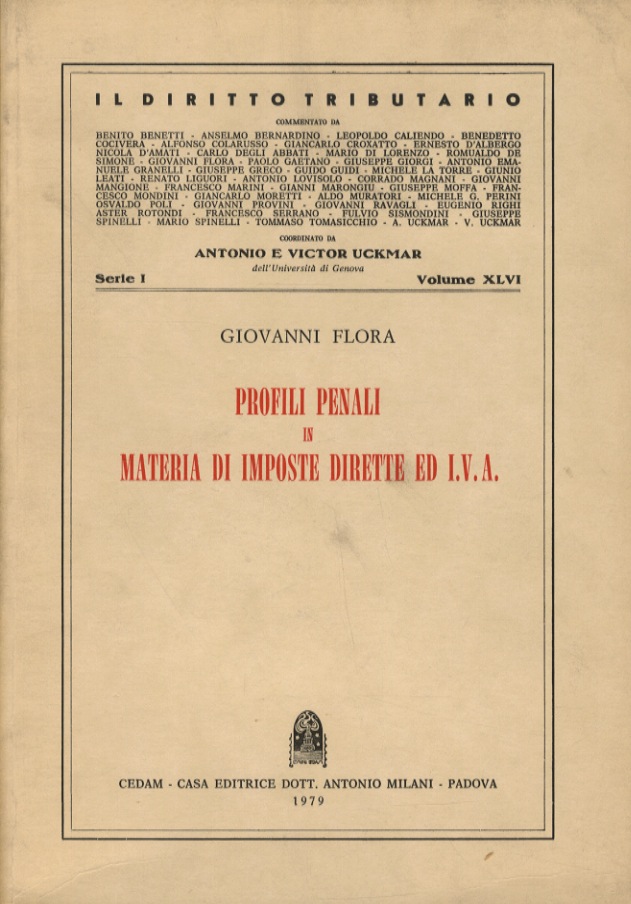 IL DIRITTO TRIBUTARIO
COMMENTATO DA
BENITO BENETTI - ANSELMO BERNARDINO - LEOPOLDO CALIENDO - BENEDETTO
COCIVERA - ALFONSO COLARUSSO - GIANCARLO CROXATTO - ERNESTO D'ALBERGO
NICOLA D'AMATI - CARLO DEGLI ABBATI - MARIO DI LORENZO - ROMUALDO DE
SIMONE - GIOVANNI FLORA - PAOLO GAETANO - GIUSEPPE GIORGI - ANTONIO EMA-
NUELE GRANELLI - GIUSEPPE GRECO - GUIDO GUIDI - MICHELE LA TORRE - GIUNIO
LEATI - RENATO LIGUORI - ANTONIO LOVISOLO - CORRADO MAGNANI - GIOVANNI
MANGIONE - FRANCESCO MARINI - GIANNI MARONGIU - GIUSEPPE MOFFA - FRAN-
CESCO MONDINI - GIANCARLO MORETTI - ALDO MURATORI - MICHELE G. PERINI
OSVALDO POLI - GIOVANNI PROVINI - GIOVANNI RAVAGLI - EUGENIO RIGHI
ASTER ROTONDI - FRANCESCO SERRANO - FULVIO SISMONDINI - GIUSEPPE
SPINELLI - MARIO SPINELLI - TOMMASO TOMASICCHIO - A. UCKMAR - V. UCKMAR
COORDINATO DA
ANTONIO E VICTOR UCKMAR
dell'Università di Genova
Serie I Volume XLVI
GIOVANNI FLORA
PROFILI PENALI
IN
MATERIA DI IMPOSTE DIRETTE ED I.V.A.
CEDAM - CASA EDITRICE DOTT. ANTONIO MILANI - PADOVA
1979